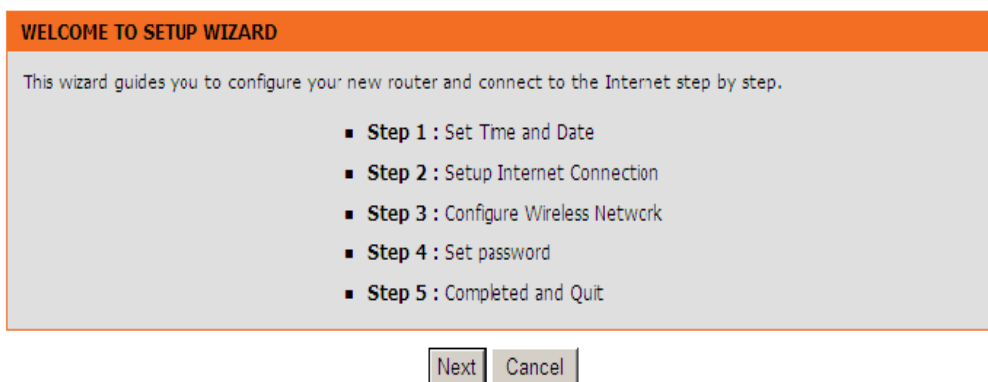 WELCOME TO SETUP WIZARD
This wizard guides you to configure your new router and connect to the Internet step by step.
Step 1 : Set Time and Date
Step 2 : Setup Internet Connection
Step 3 : Configure Wireless Network
Step 4 : Set password
Step 5 : Completed and Quit
Next Cancel